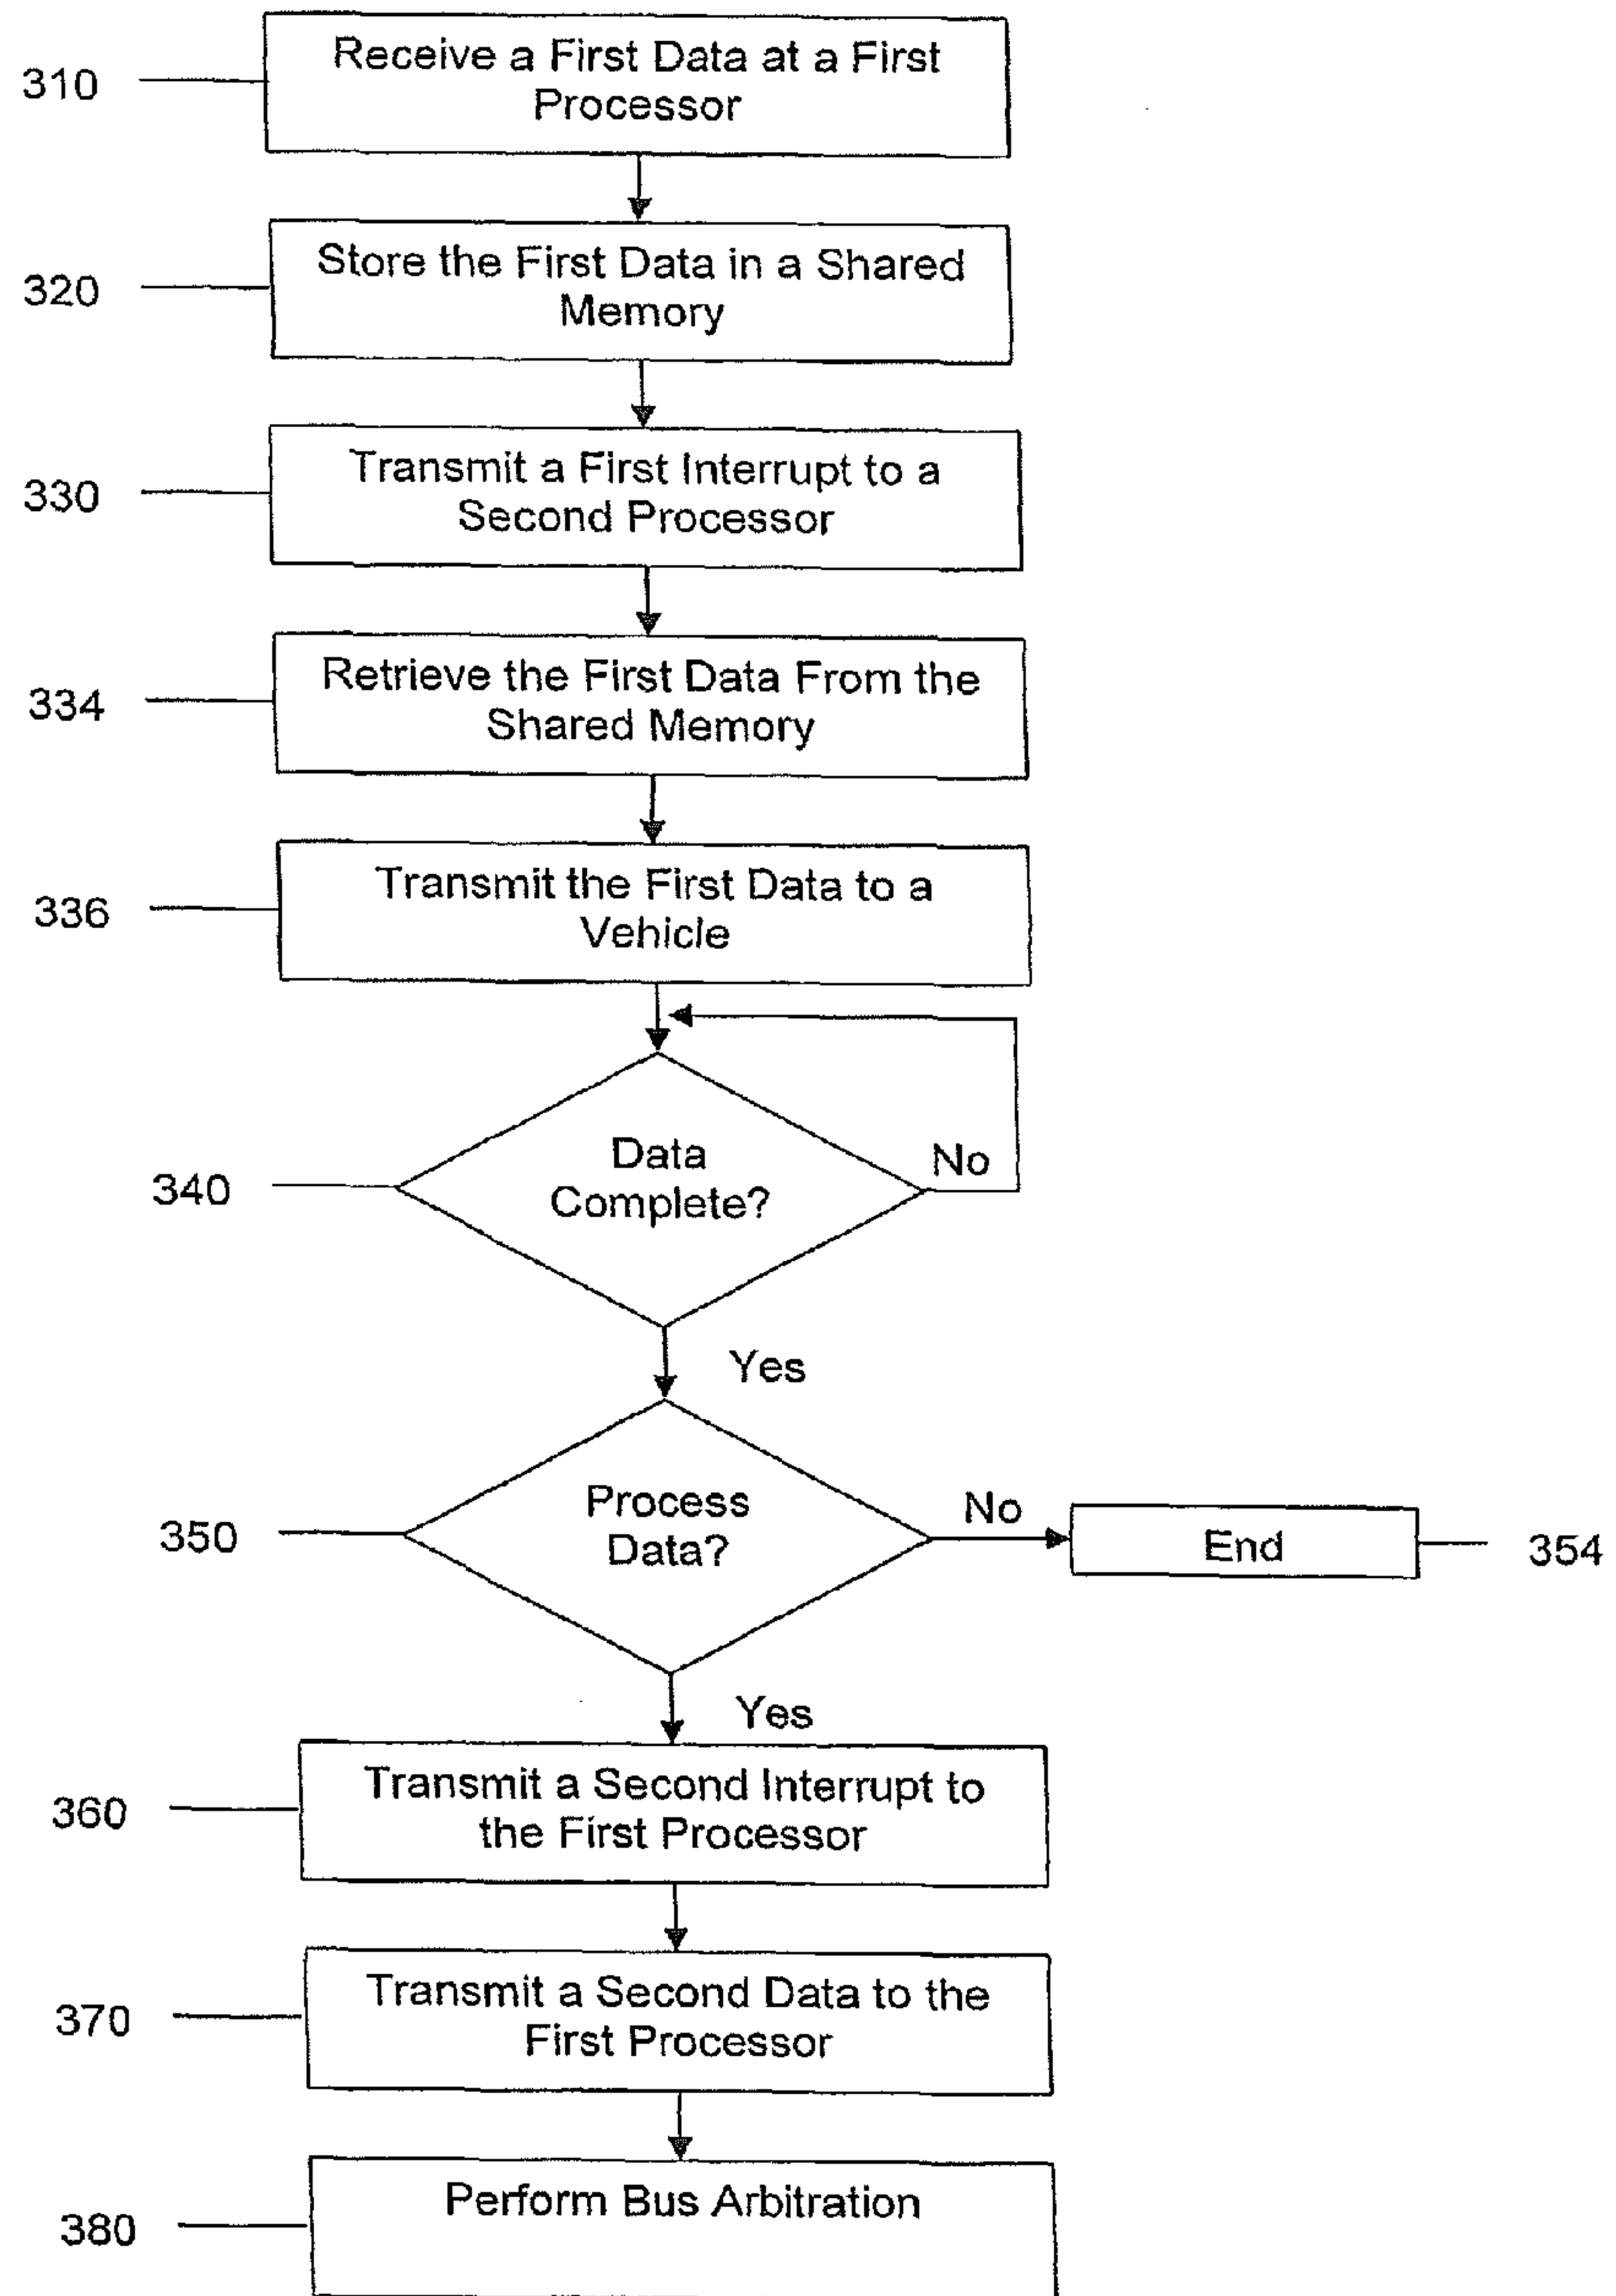 310
Receive a First Data at a First
Processor
320
Store the First Data in a Shared
Memory
330
Transmit a First Interrupt to a
Second Processor
334
Retrieve the First Data From the
Shared Memory
336
Transmit the First Data to a
Vehicle
340
Data
Complete?
No
Yes
350
Process
Data?
No
End
354
Yes
360
Transmit a Second Interrupt to
the First Processor
370
Transmit a Second Data to the
First Processor
380
Perform Bus Arbitration